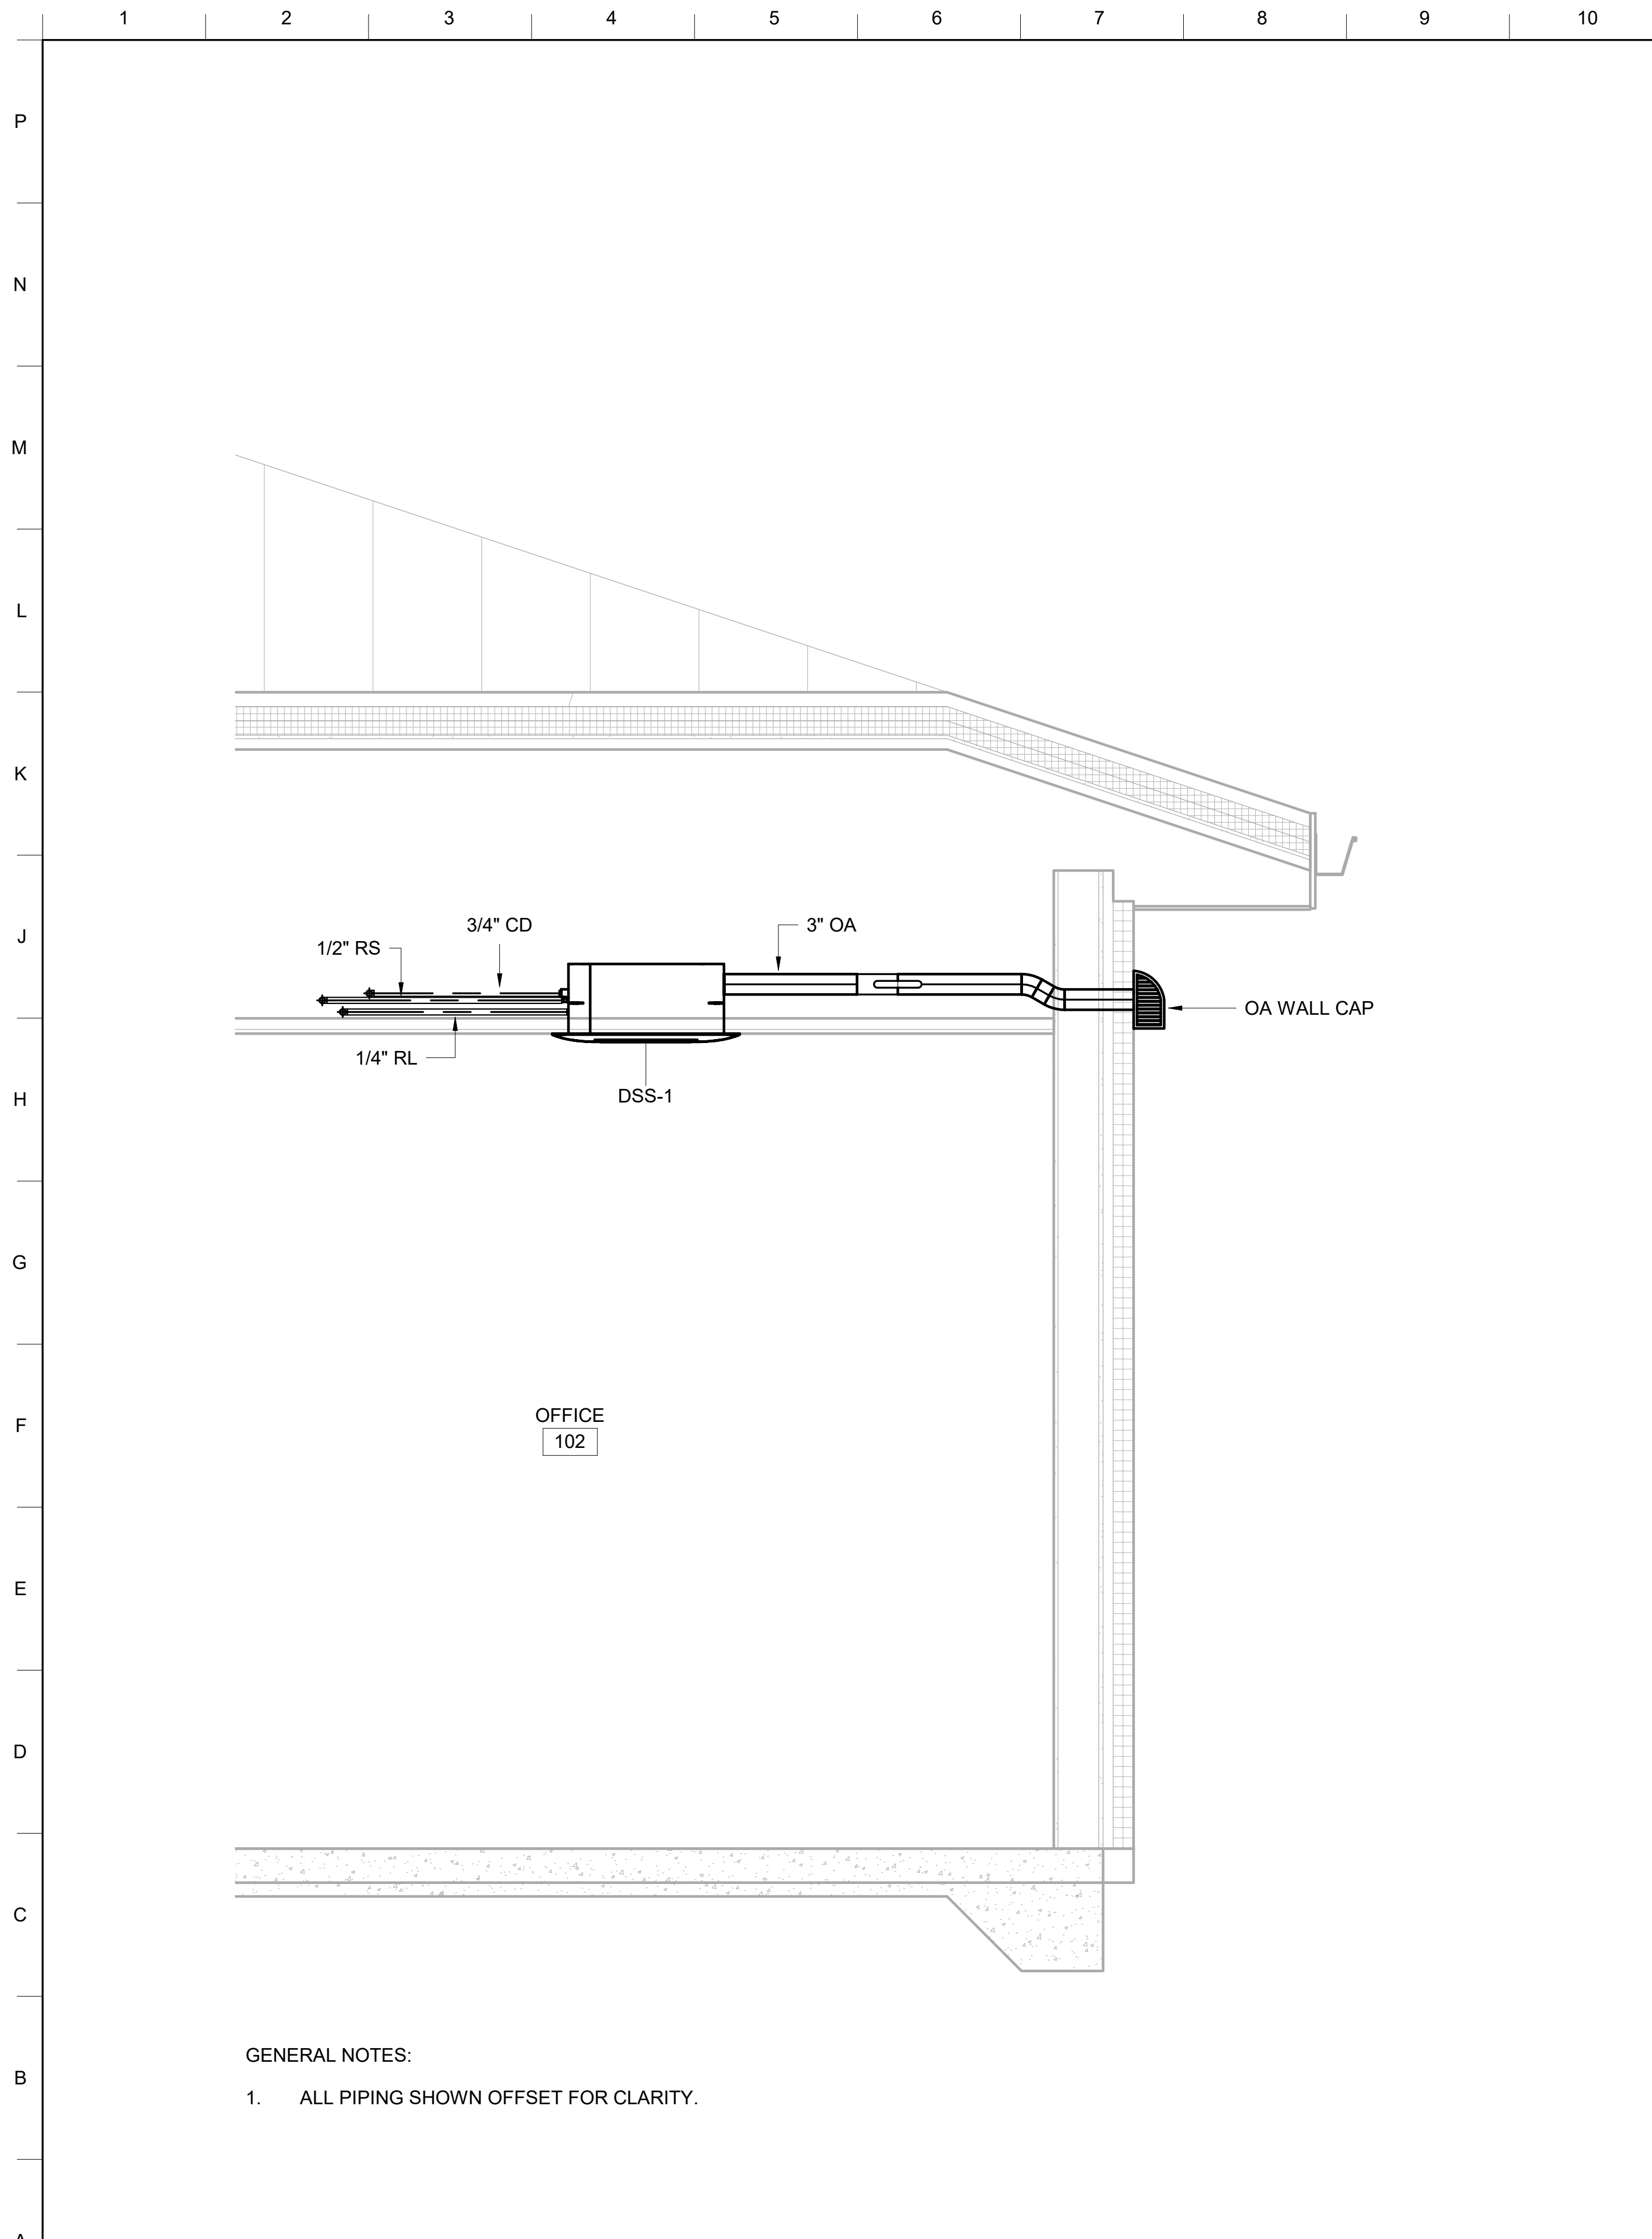 1 2 3 4 5 6 7 8 9 10
P
N
M
L
K
J
H
G
F
E
D
C
B
3/4" CD
3" OA
1/2" RS
OA WALL CAP
1/4" RL
DSS-1
OFFICE
102
GENERAL NOTES:
1. ALL PIPING SHOWN OFFSET FOR CLARITY.